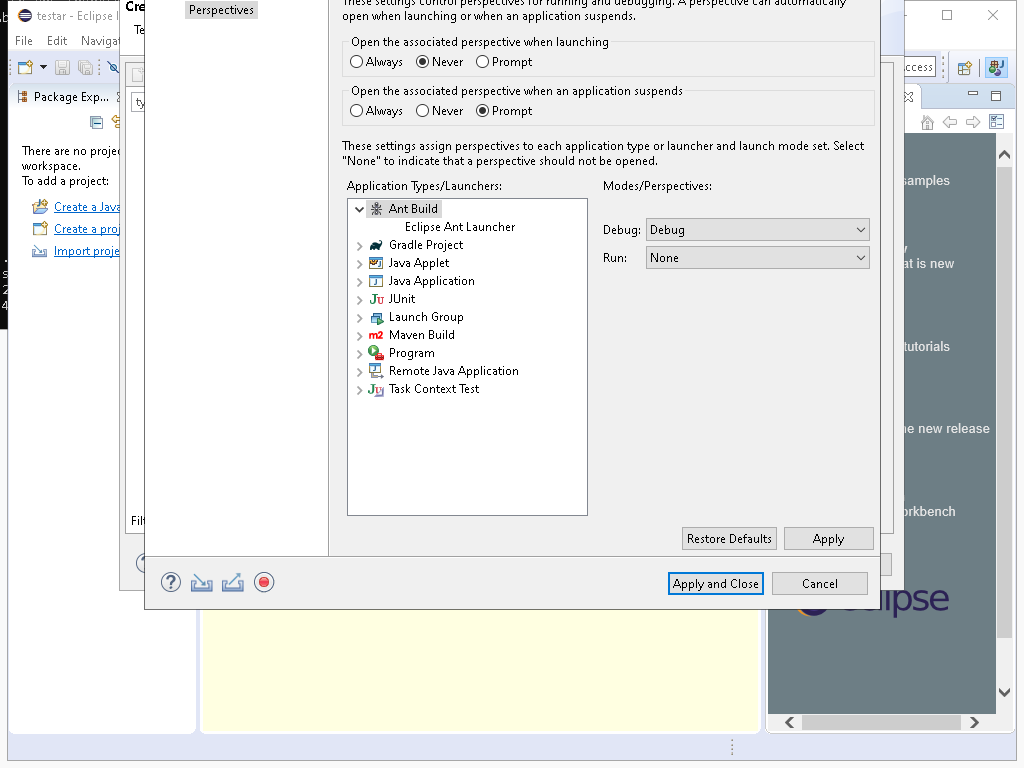 Perspectives
These settings control perspectives for running and debugging. A perspective can automatically
open when launching or when an application suspends.
testar - Eclipse
Cre
Te
File Edit Navigat
Open the associated perspective when launching
Always Never Prompt
ccess
Open the associated perspective when an application suspends
Always Never Prompt
Package Exp...
ty
These settings assign perspectives to each application type or launcher and launch mode set. Select
"None" to indicate that a perspective should not be opened.
There are no proje
workspace.
To add a project:
Create a Java
Create a proj
Import proje
Application Types/Launchers:
Modes/Perspectives:
Ant Build
Eclipse Ant Launcher
Gradle Project
Java Applet
Java Application
JUnit
Launch Group
Maven Build
Program
Remote Java Application
Task Context Test
Debug: Debug
Run: None
amples
at is new
tutorials
he new release
orkbench
Filt
Restore Defaults
Apply
Apply and Close
Cancel
clipse